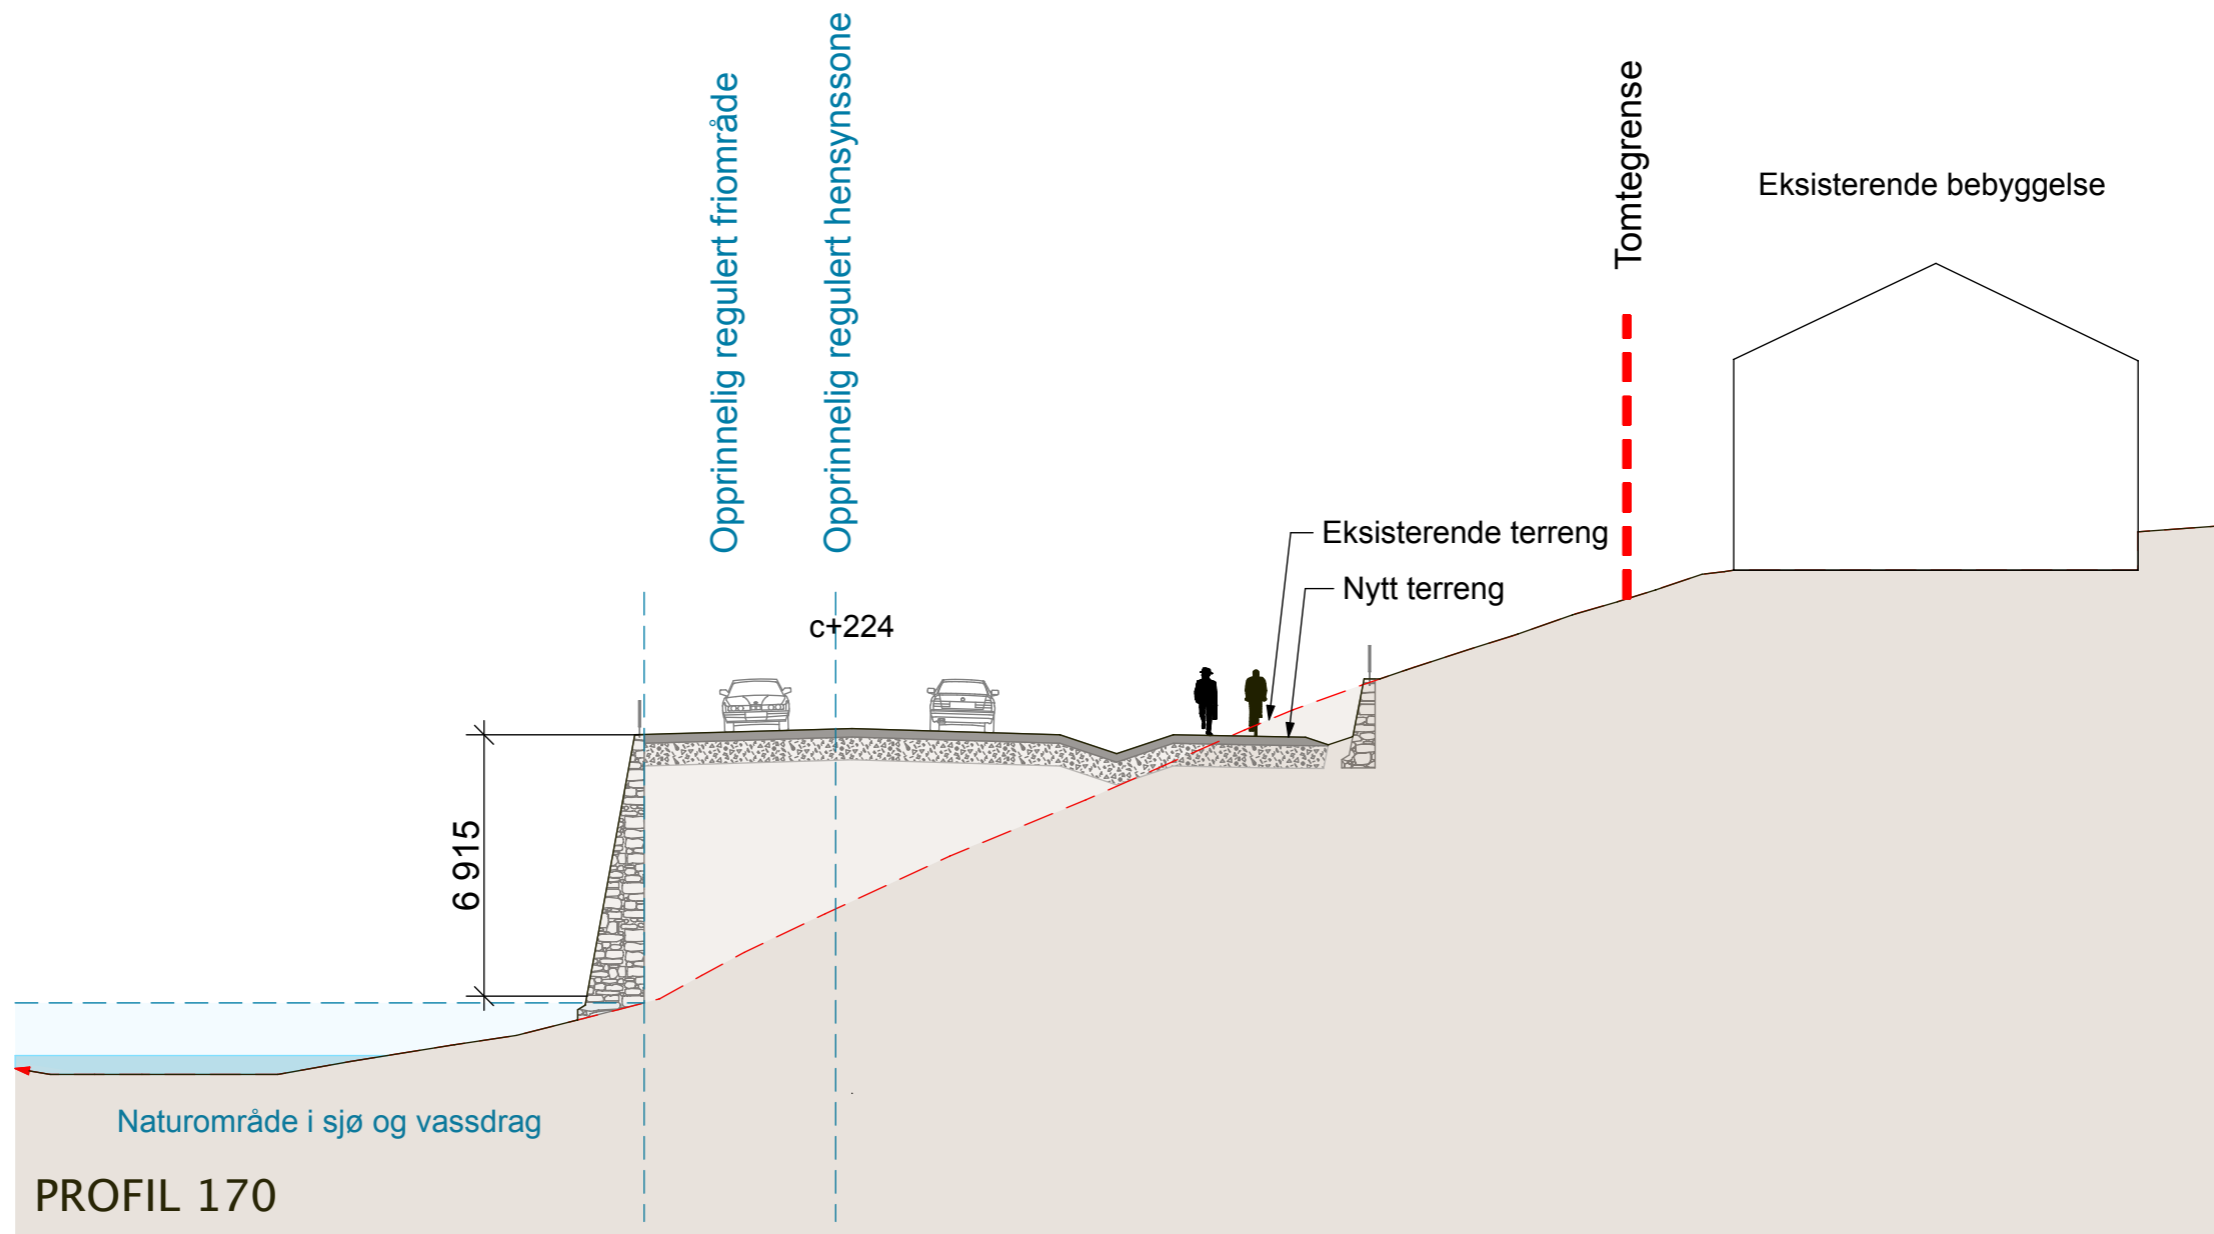 Opprinnelig regulert friområde
Opprinnelig regulert hensynssone
Tomtegrense
Eksisterende bebyggelse
Eksisterende terreng
Nytt terreng
c+224
6 915
Naturområde i sjø og vassdrag
PROFIL 170